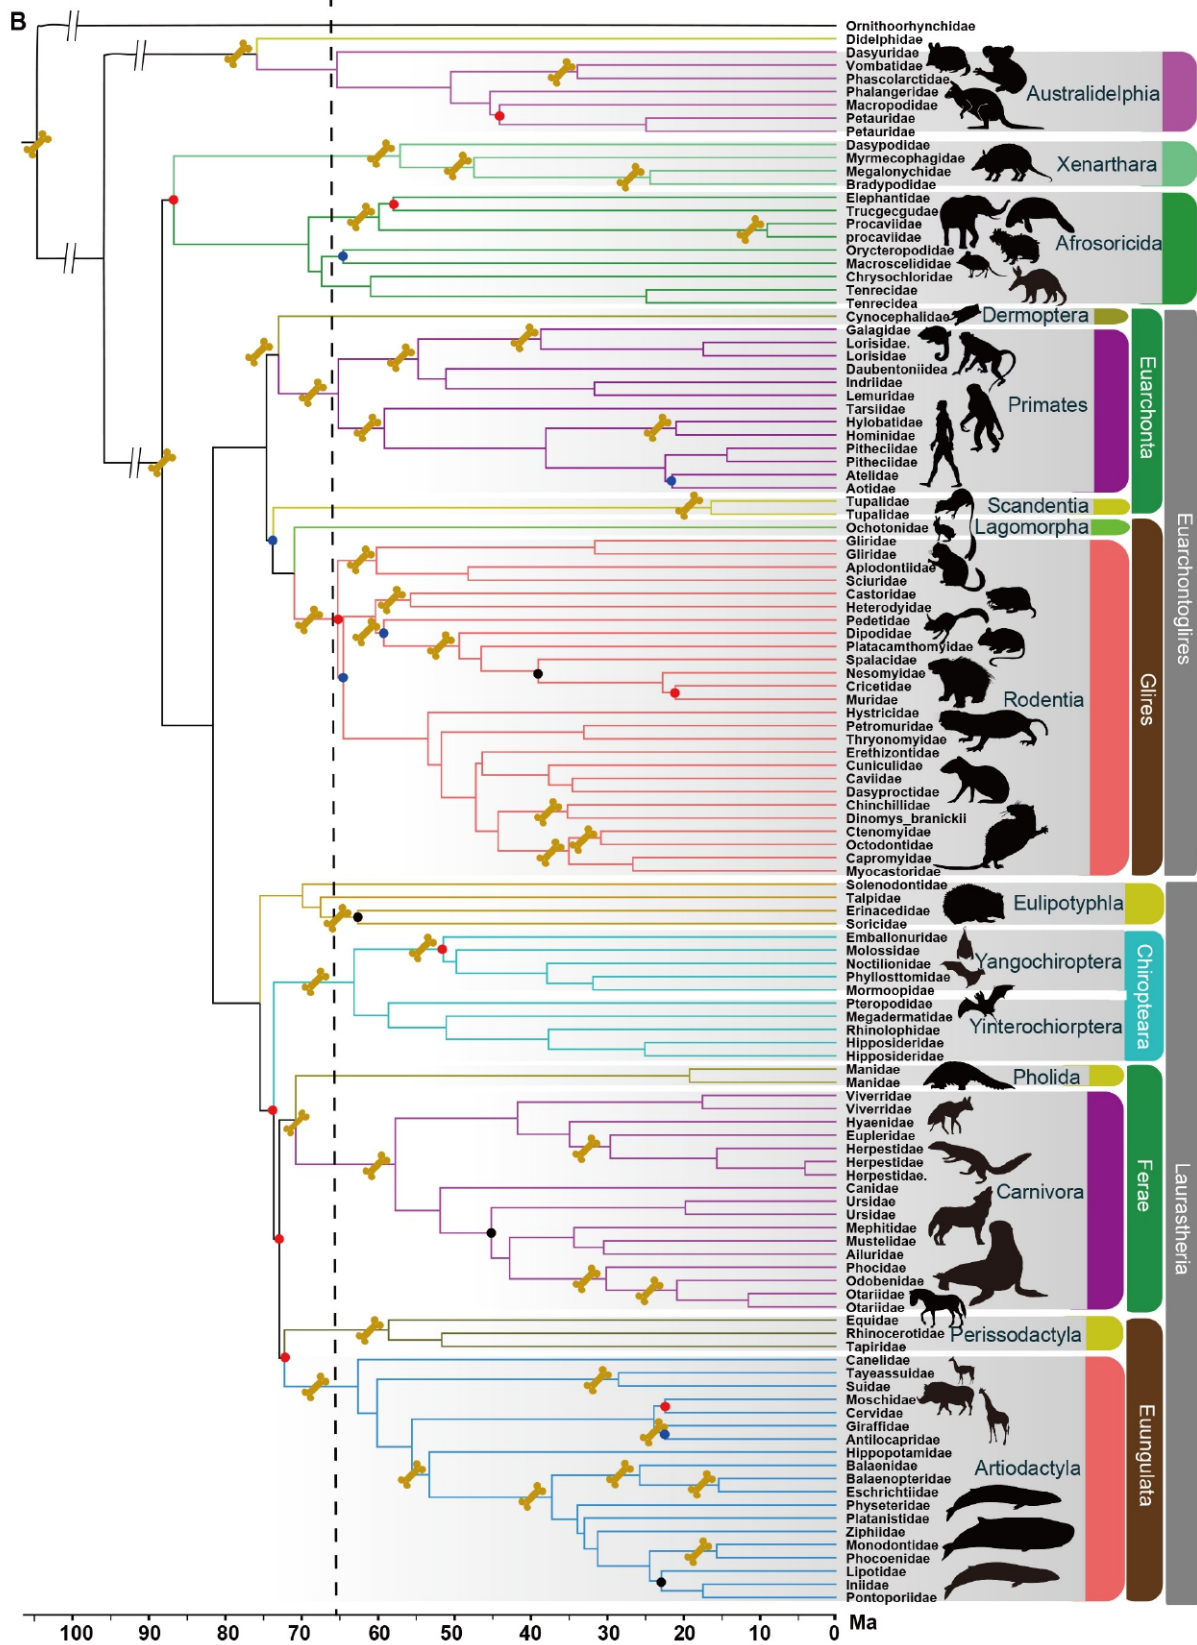 B
Ornithoorhynchidae
Didelphidae
Dasyuridae
Vombatidae
Phascolarctidae
Phalangeridae
Macropodidae
Petauridae
Petauridae
Australidelphia
Dasypodidae
Myrmecophagidae
Megalonychidae
Bradypodidae
Xenarthara
Elephantidae
Trucgecgudae
Procaviidae
procaviidae
Orycteropodidae
Macroscelididae
Chrysochloridae
Tenrecidae
Tenrecidea
Afrosoricida
Cynocephalidae
Dermoptera
Galagidae
Lorisidae.
Lorisidae
Daubentoniidea
Indriidae
Lemuridae
Tarsiidae
Hylobatidae
Hominidae
Pitheciidae
Pitheciidae
Atelidae
Aotidae
Primates
Euarchonta
Tupalidae
Tupalidae
Scandentia
Ochotonidae
Lagomorpha
Gliridae
Gliridae
Aplodontiidae
Sciuridae
Castoridae
Heterodyidae
Pedetidae
Dipodidae
Platacanthomyidae
Spalacidae
Nesomyidae
Cricetidae
Muridae
Hystricidae
Petromuridae
Thryonomyidae
Erethizontidae
Cuniculidae
Caviidae
Dasyproctidae
Chinchillidae
Dinomys_branickii
Ctenomyidae
Octodontidae
Capromyidae
Myocastoridae
Rodentia
Glires
Euarchontoglires
Solenodontidae
Talpidae
Erinacedidae
Soricidae
Eulipotyphla
Emballonuridae
Molossidae
Noctilionidae
Phyllosttomidae
Mormoopidae
Yangochiroptera
Pteropodidae
Megadermatidae
Rhinolophidae
Hipposideridae
Hipposideridae
Yinterochiorptera
Chiropteara
Manidae
Manidae
Pholida
Viverridae
Viverridae
Hyaenidae
Eupleridae
Herpestidae
Herpestidae
Herpestidae.
Canidae
Ursidae
Ursidae
Mephitidae
Mustelidae
Ailuridae
Phocidae
Odobenidae
Otariidae
Otariidae
Carnivora
Ferae
Equidae
Rhinocerotidae
Tapiridae
Perissodactyla
Canelidae
Tayeassuidae
Suidae
Moschidae
Cervidae
Giraffidae
Antilocapridae
Hippopotamidae
Balaenidae
Balaenopteridae
Eschrichtiidae
Physeteridae
Platanistidae
Ziphiidae
Monodontidae
Phocoenidae
Lipotidae
Iniidae
Pontoporiidae
Artiodactyla
Euungulata
Laurastheria
100 90 80 70 60 50 40 30 20 10 0 Ma